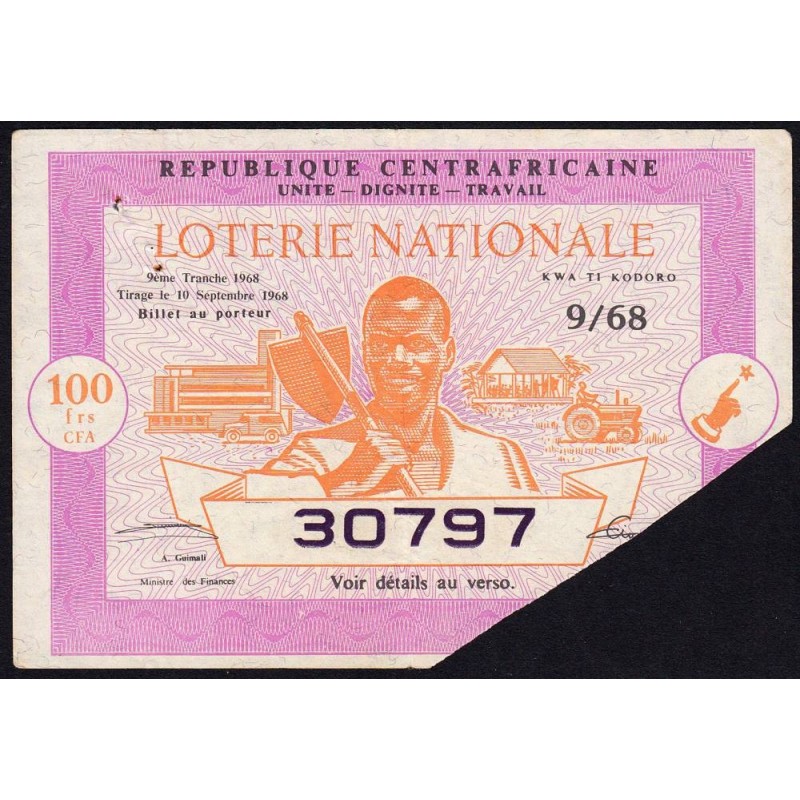 REPUBLIQUE CENTRAFRICAINE
UNITE - DIGNITE - TRAVAIL
LOTERIE NATIONALE
9ème Tranche 1968
Tirage le 10 Septembre 1968
Billet au porteur
KWA TI KODORO
9/68
100
frs
CFA
30797
A. Guimali
Ministre des Finances
Voir détails au verso.